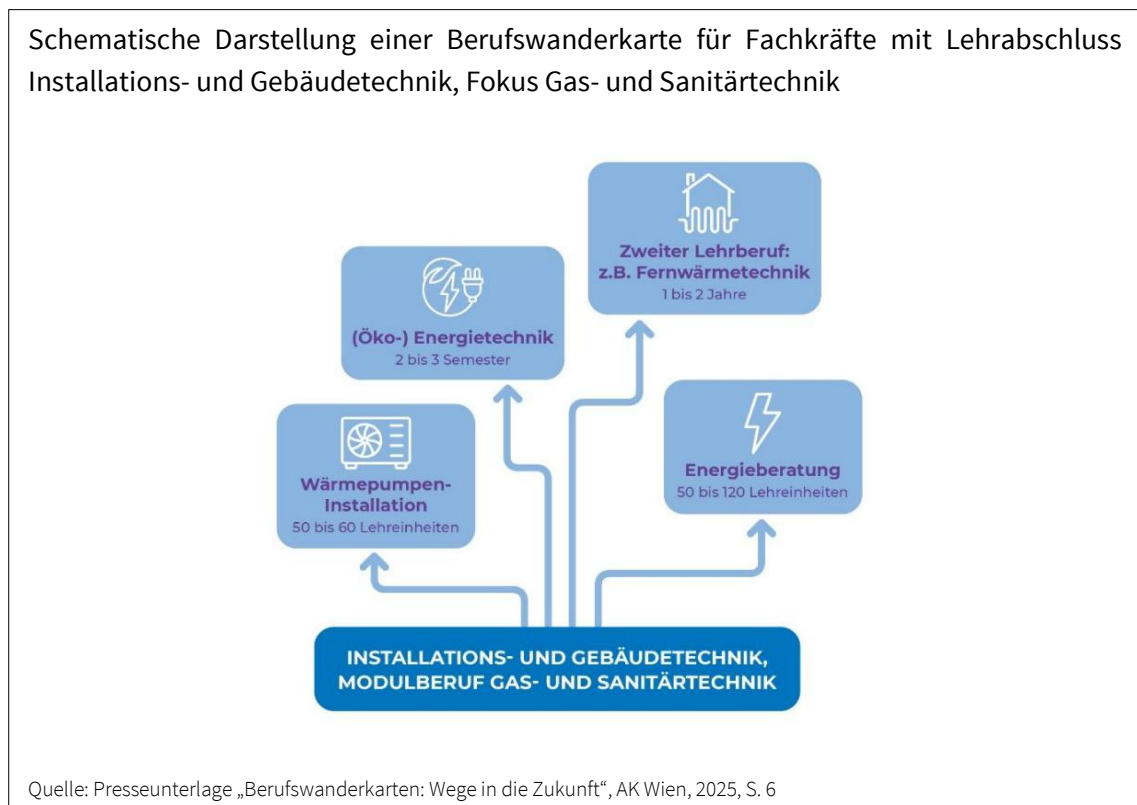 Schematische Darstellung einer Berufswanderkarte für Fachkräfte mit Lehrabschluss
Installations- und Gebäudetechnik, Fokus Gas- und Sanitärtechnik
Zweiter Lehrberuf:
z.B. Fernwärmetechnik
1 bis 2 Jahre
(Öko-) Energietechnik
2 bis 3 Semester
Wärmepumpen-
Installation
50 bis 60 Lehreinheiten
Energieberatung
50 bis 120 Lehreinheiten
INSTALLATIONS- UND GEBÄUDETECHNIK,
MODULBERUF GAS- UND SANITÄRTECHNIK
Quelle: Presseunterlage „Berufswanderkarten: Wege in die Zukunft“, AK Wien, 2025, S. 6